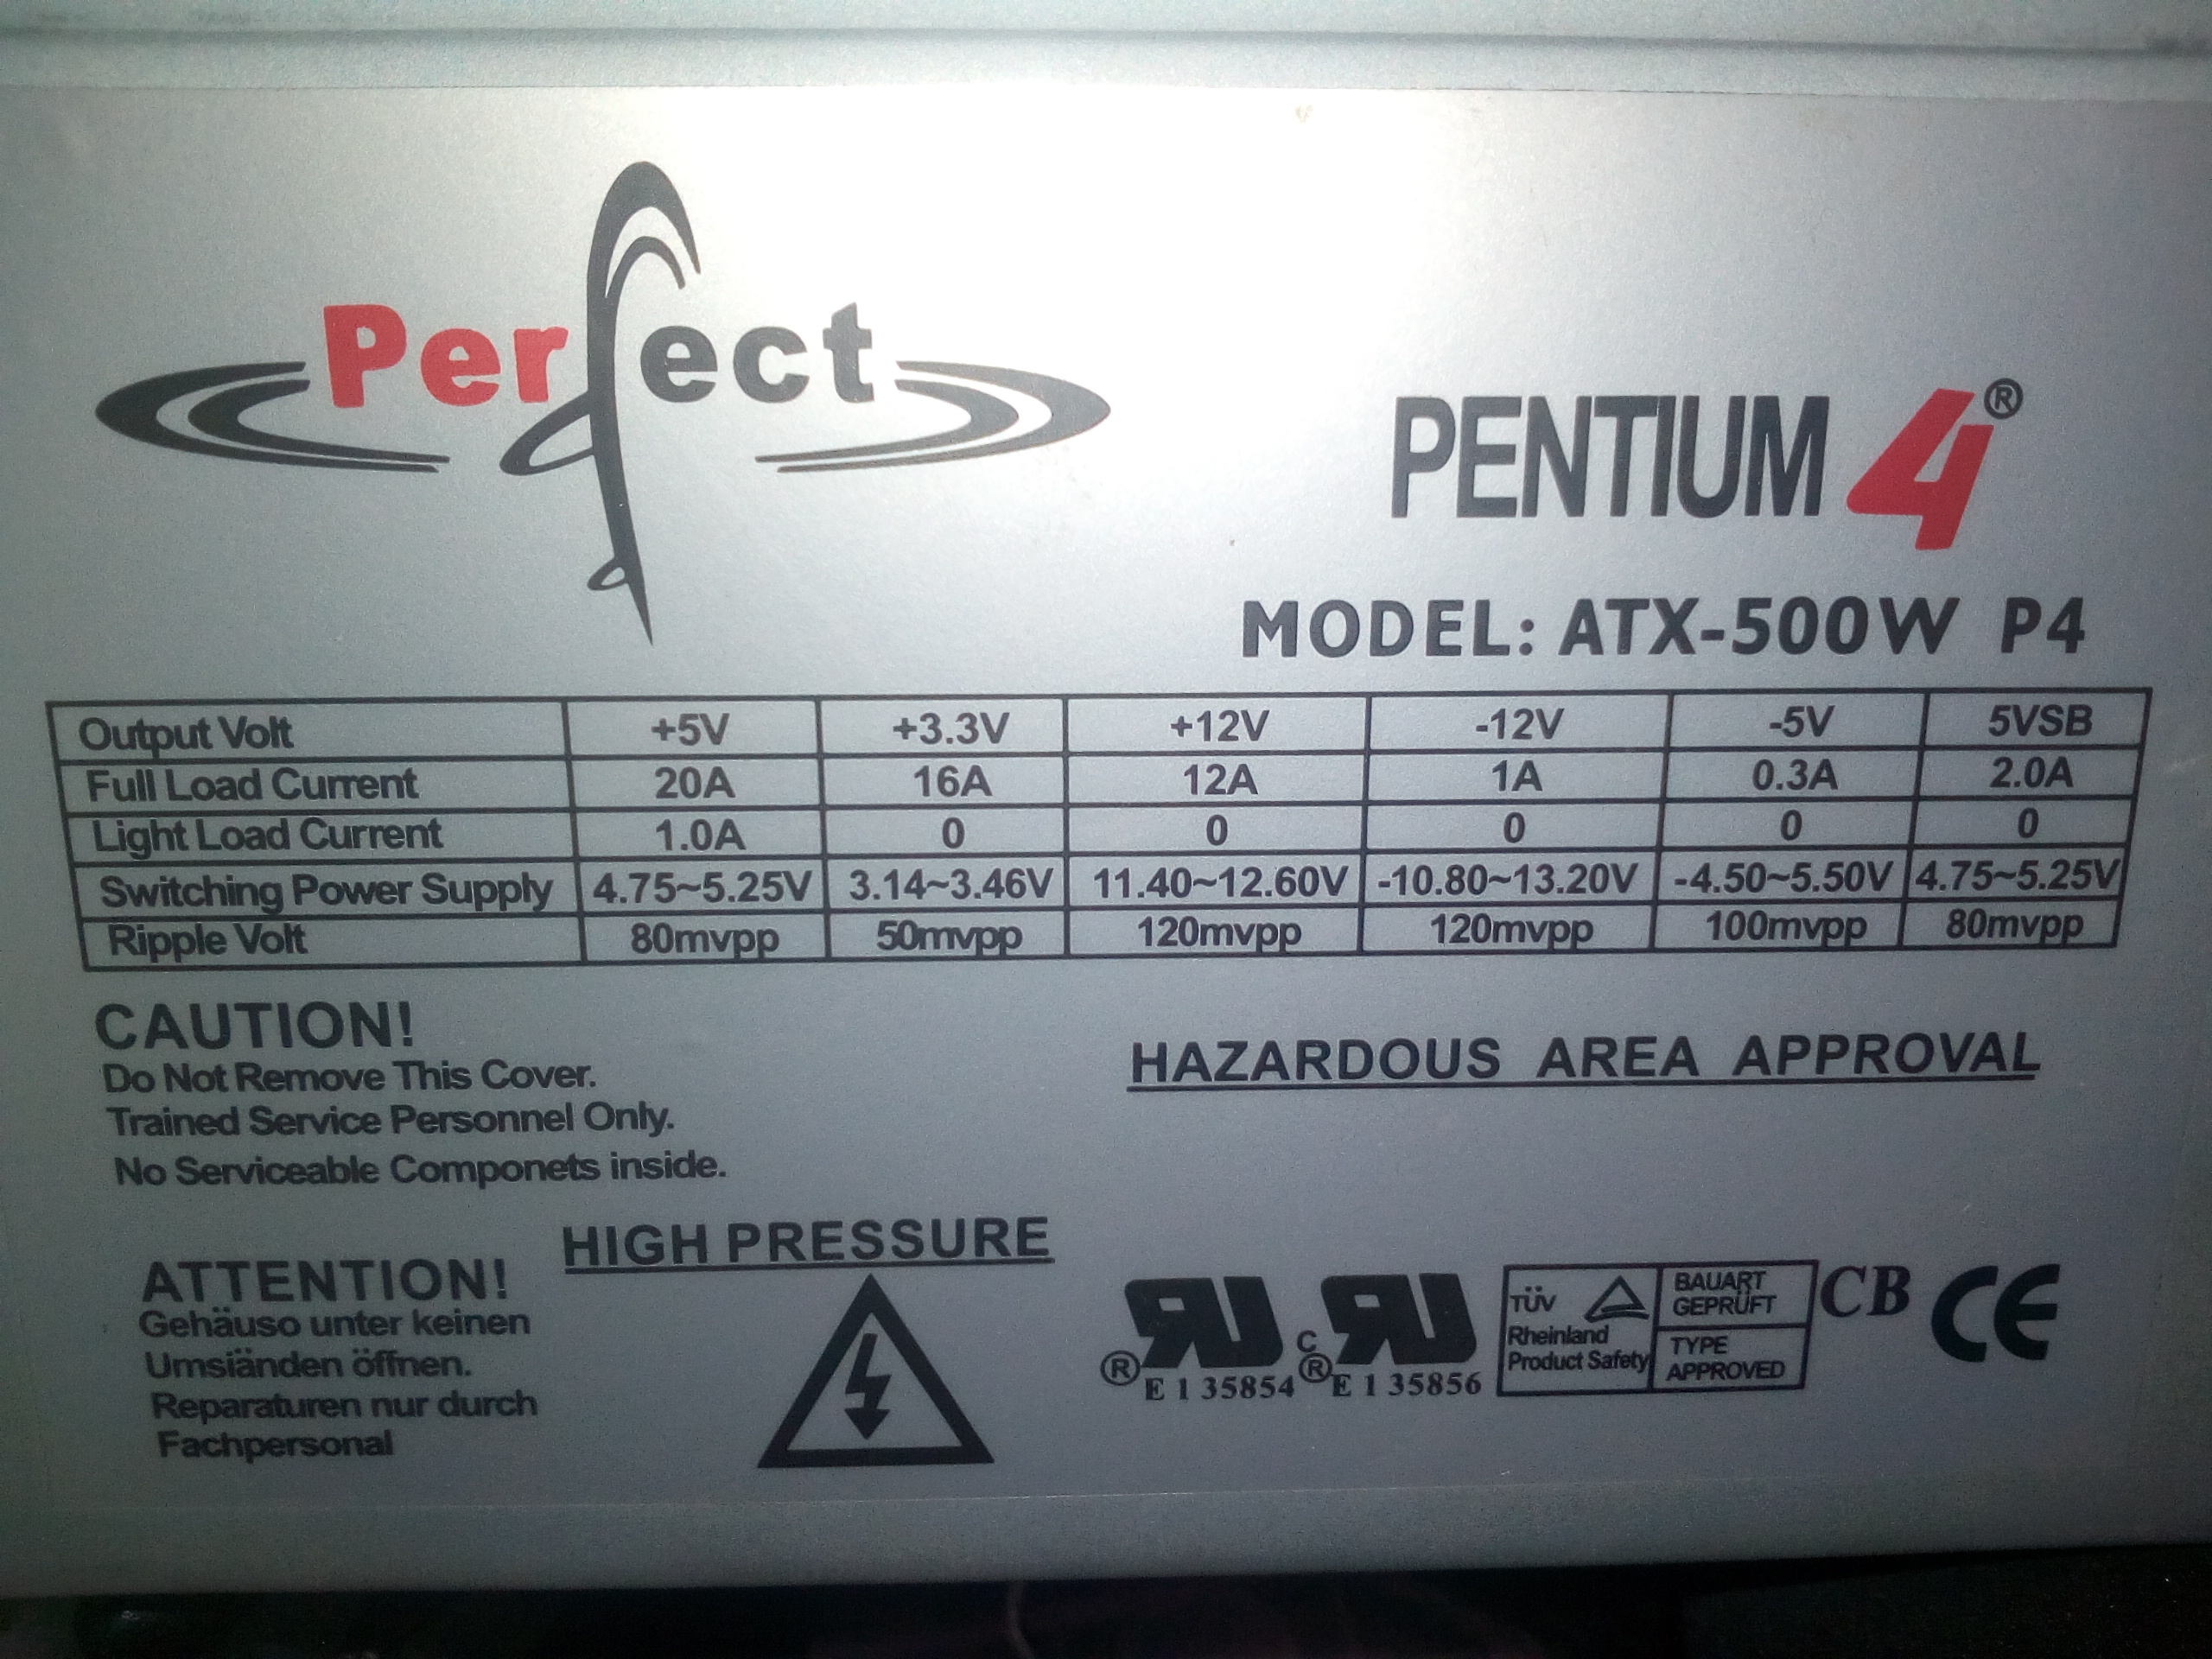 Perfect
PENTIUM 4®
MODEL: ATX-500W P4
Output Volt +5V +3.3V +12V -12V -5V 5VSB
Full Load Current 20A 16A 12A 1A 0.3A 2.0A
Light Load Current 1.0A 0 0 0 0 0
Switching Power Supply 4.75~5.25V 3.14~3.46V 11.40~12.60V -10.80~13.20V -4.50~5.50V 4.75~5.25V
Ripple Volt 80mvpp 50mvpp 120mvpp 120mvpp 100mvpp 80mvpp
CAUTION!
Do Not Remove This Cover.
Trained Service Personnel Only.
No Serviceable Componets inside.
HAZARDOUS AREA APPROVAL
HIGH PRESSURE
ATTENTION!
Gehäuso unter keinen
Umsiänden öffnen.
Reparaturen nur durch
Fachpersonal
RU ®
E 1 35854
C RU ®
E 1 35856
TÜV
Rheinland
Product Safety
BAUART
GEPRÜFT
TYPE
APPROVED
CB
CE